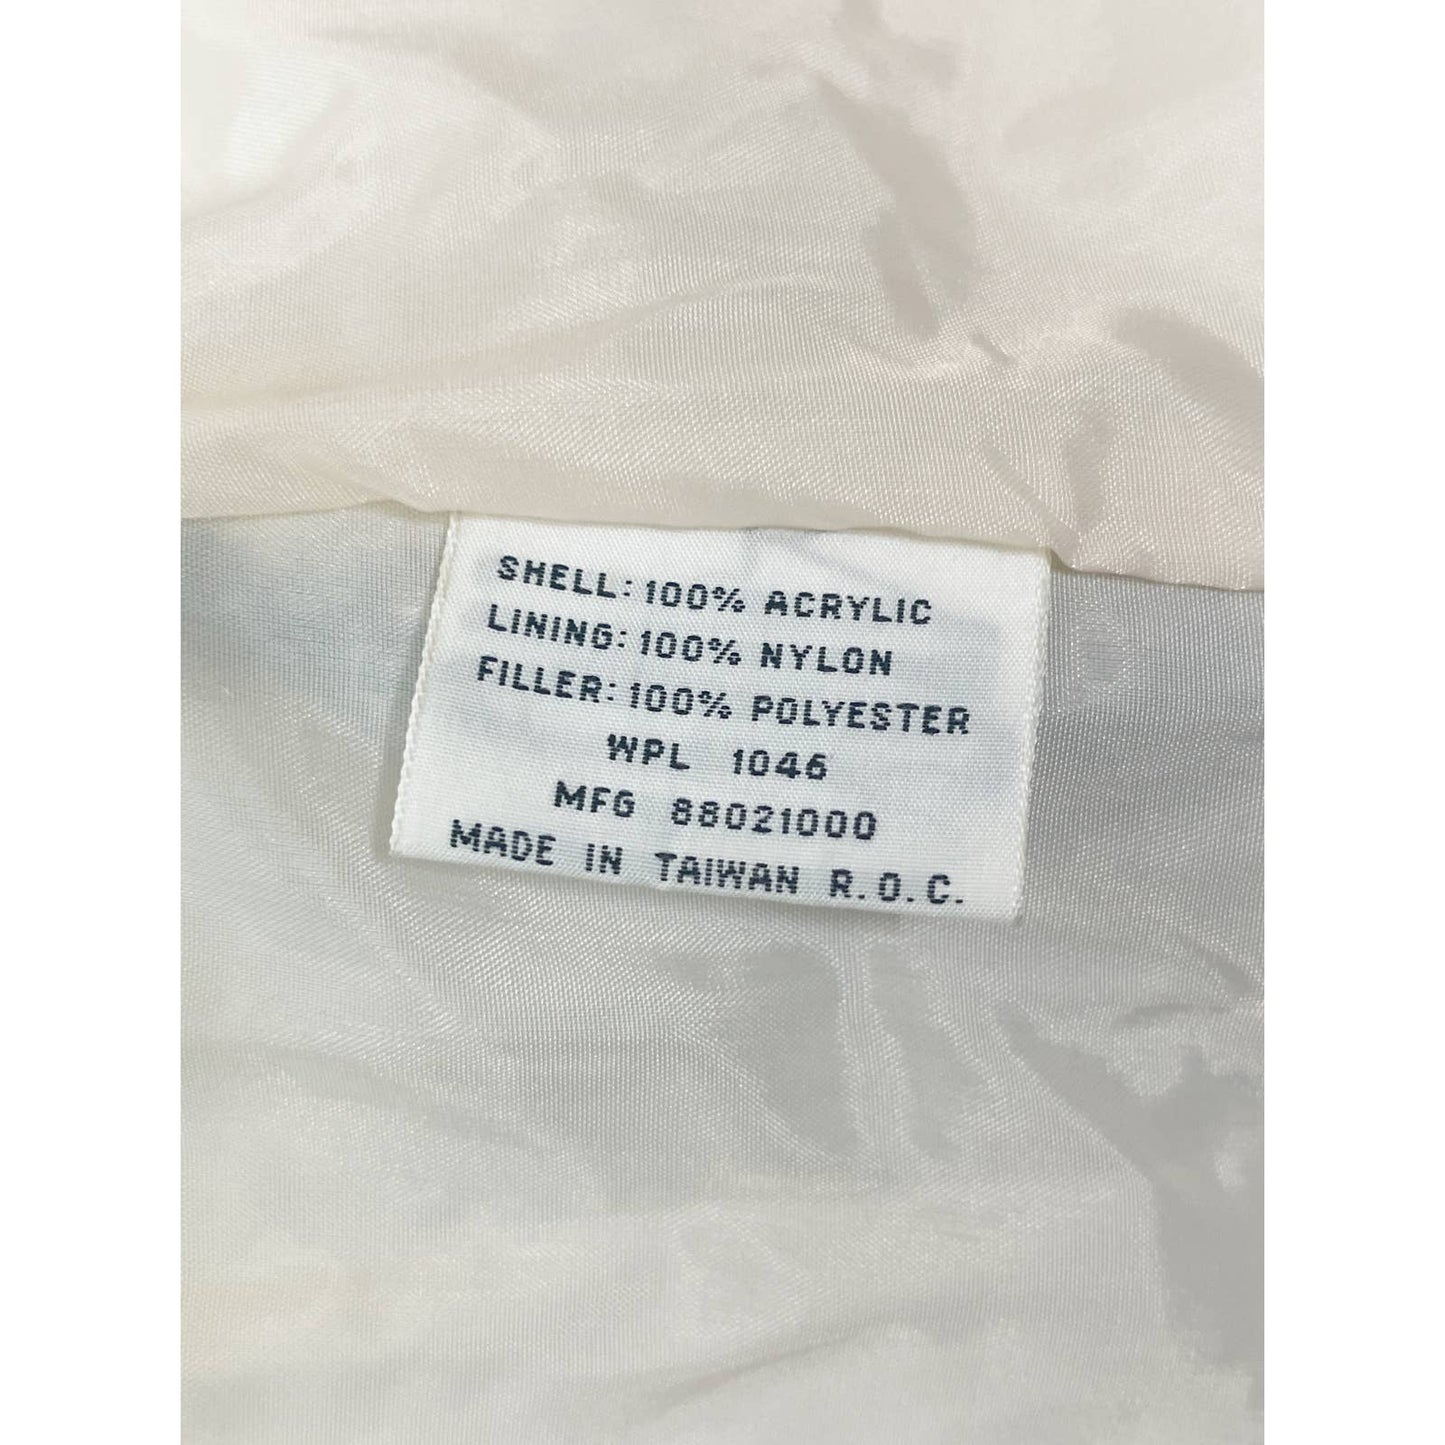 SHELL: 100% ACRYLIC
LINING: 100% NYLON
FILLER: 100% POLYESTER
WPL 1046
MFG 88021000
MADE IN TAIWAN R.O.C.